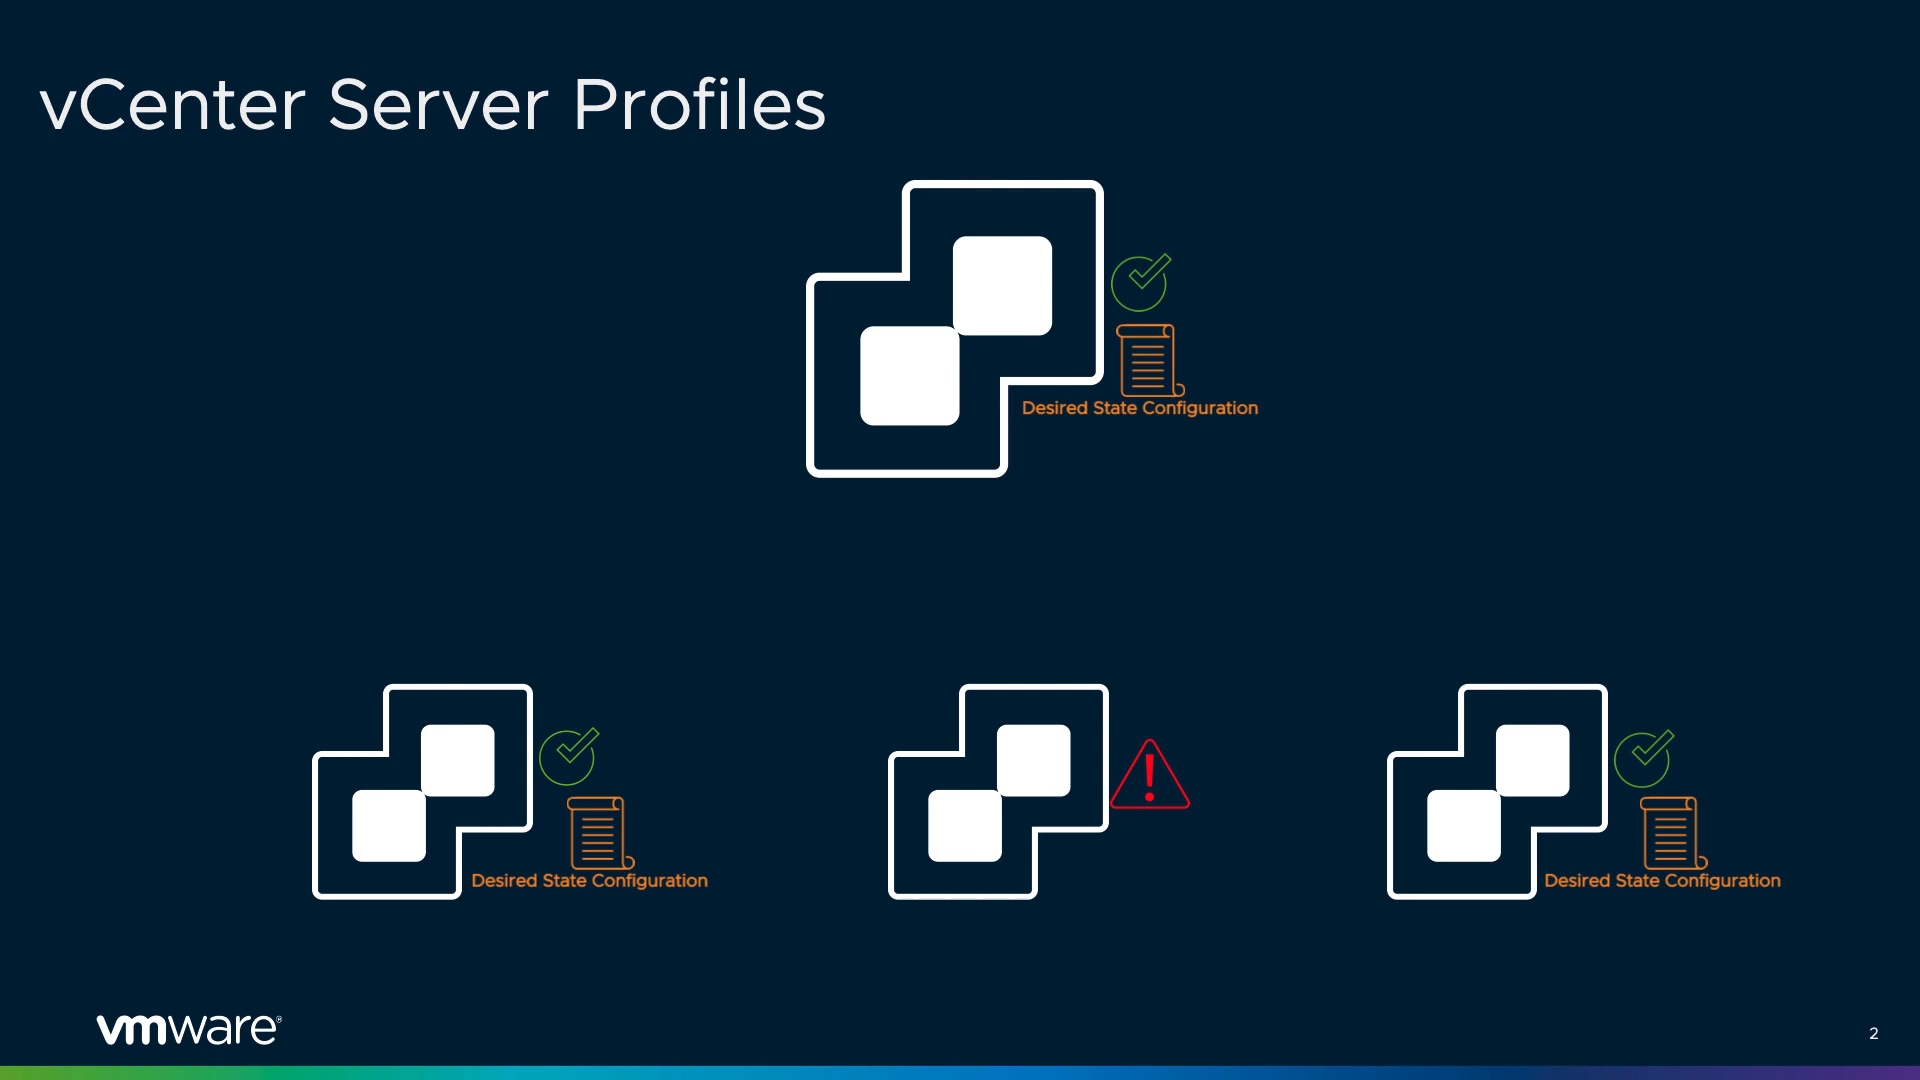 vCenter Server Profiles
Desired State Configuration
Desired State Configuration
Desired State Configuration
vmware®
2